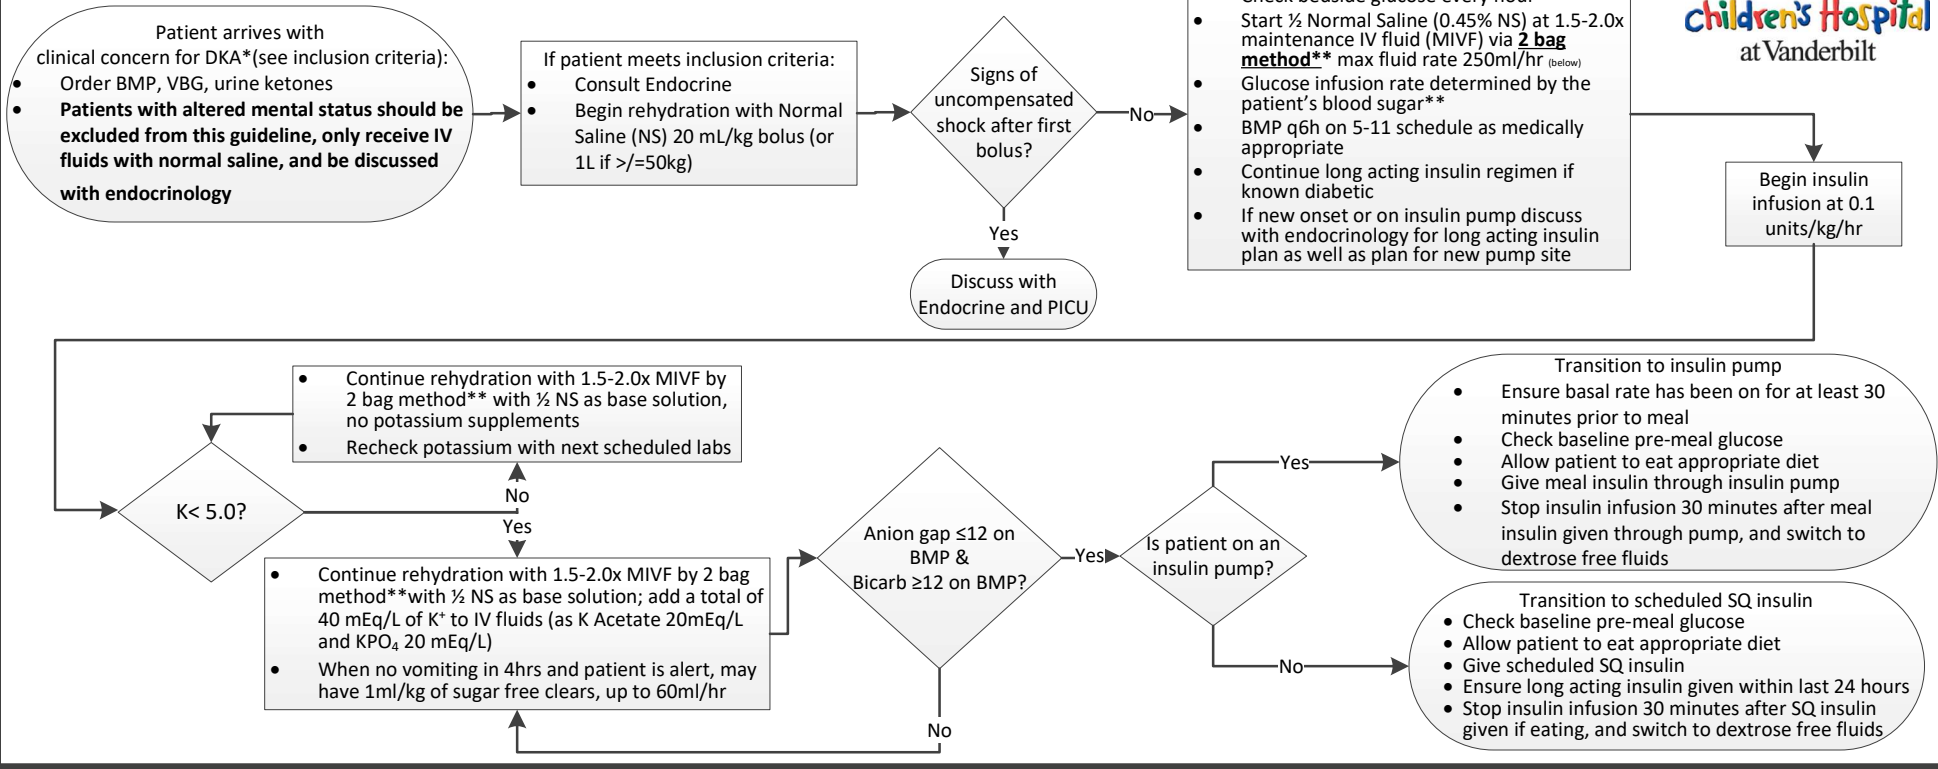 Patient arrives with
clinical concern for DKA*(see inclusion criteria):
• Order BMP, VBG, urine ketones
• Patients with altered mental status should be
excluded from this guideline, only receive IV
fluids with normal saline, and be discussed
with endocrinology
If patient meets inclusion criteria:
• Consult Endocrine
• Begin rehydration with Normal
Saline (NS) 20 mL/kg bolus (or
1L if >/=50kg)
Signs of
uncompensated
shock after first
bolus?
No
Yes
Discuss with
Endocrine and PICU
Check bedside glucose every hour
• Start ½ Normal Saline (0.45% NS) at 1.5-2.0x
maintenance IV fluid (MIVF) via 2 bag
method** max fluid rate 250ml/hr (below)
• Glucose infusion rate determined by the
patient's blood sugar**
• BMP q6h on 5-11 schedule as medically
appropriate
• Continue long acting insulin regimen if
known diabetic
• If new onset or on insulin pump discuss
with endocrinology for long acting insulin
plan as well as plan for new pump site
Children's Hospital
at Vanderbilt
Begin insulin
infusion at 0.1
units/kg/hr
K< 5.0?
• Continue rehydration with 1.5-2.0x MIVF by
2 bag method** with ½ NS as base solution,
no potassium supplements
• Recheck potassium with next scheduled labs
No
Yes
• Continue rehydration with 1.5-2.0x MIVF by 2 bag
method**with ½ NS as base solution; add a total of
40 mEq/L of K⁺ to IV fluids (as K Acetate 20mEq/L
and KPO₄ 20 mEq/L)
• When no vomiting in 4hrs and patient is alert, may
have 1ml/kg of sugar free clears, up to 60ml/hr
Anion gap ≤12 on
BMP &
Bicarb ≥12 on BMP?
Yes
No
Is patient on an
insulin pump?
Yes
No
Transition to insulin pump
• Ensure basal rate has been on for at least 30
minutes prior to meal
• Check baseline pre-meal glucose
• Allow patient to eat appropriate diet
• Give meal insulin through insulin pump
• Stop insulin infusion 30 minutes after meal
insulin given through pump, and switch to
dextrose free fluids
Transition to scheduled SQ insulin
• Check baseline pre-meal glucose
• Allow patient to eat appropriate diet
• Give scheduled SQ insulin
• Ensure long acting insulin given within last 24 hours
• Stop insulin infusion 30 minutes after SQ insulin
given if eating, and switch to dextrose free fluids